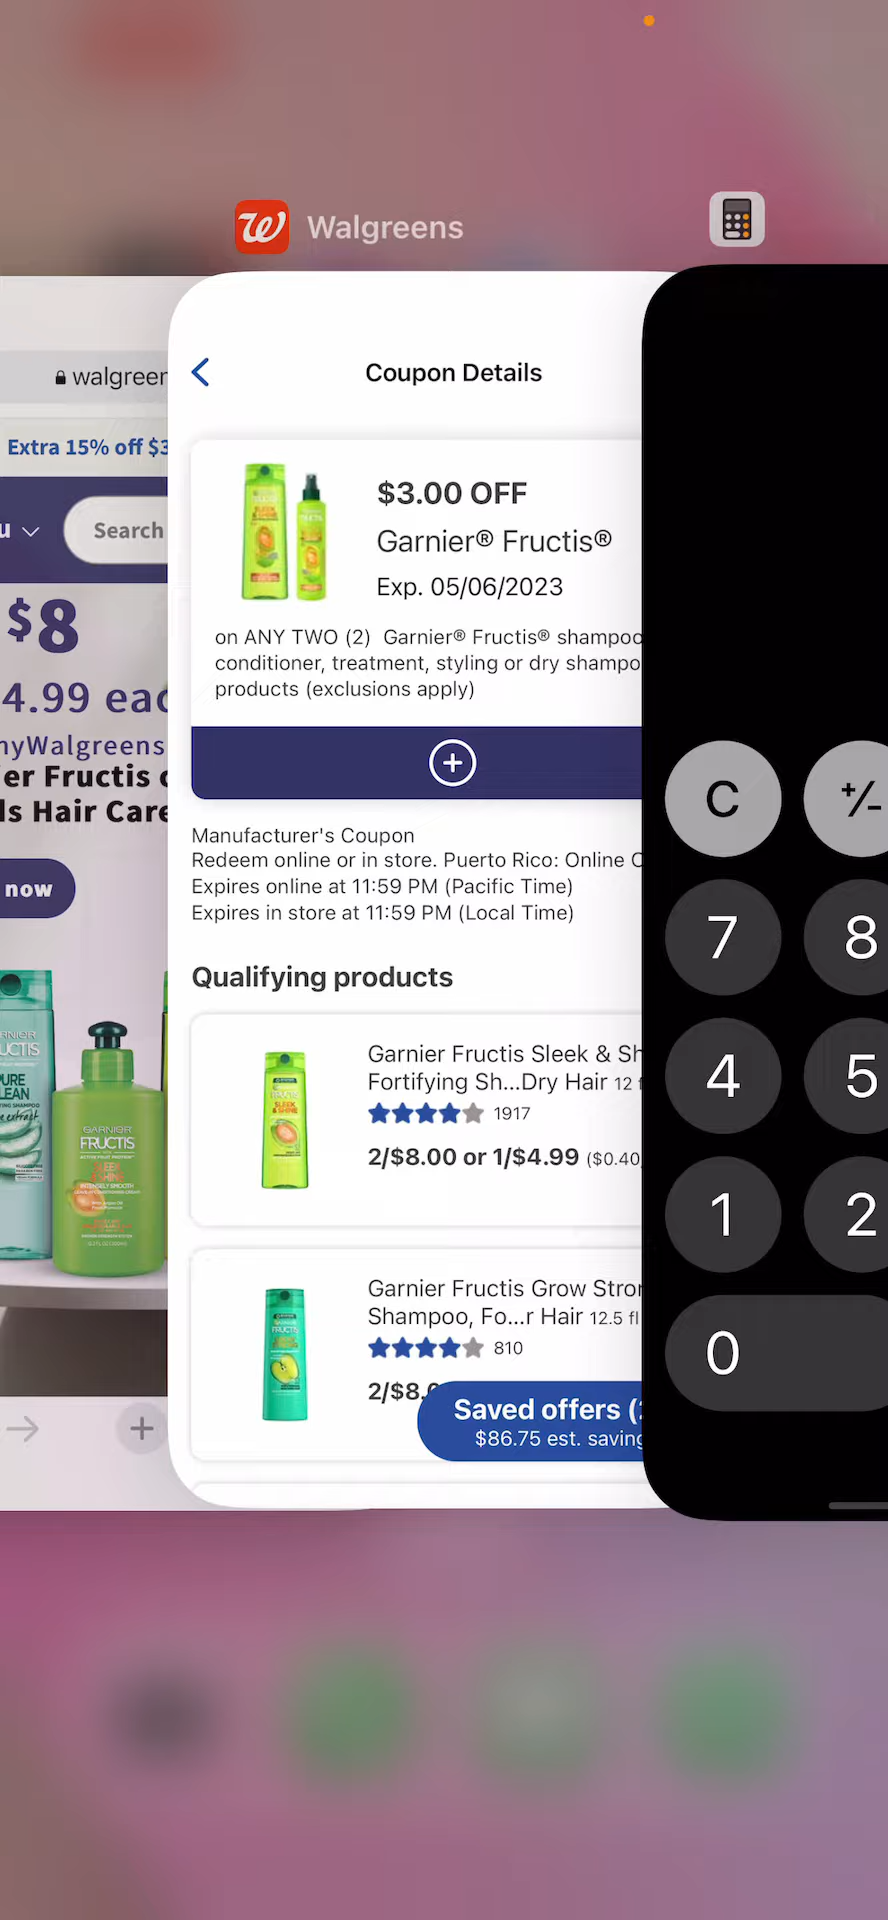 Walgreens
walgreer
Extra 15% off $3
u
Search
$8
4.99 eac
nyWalgreens
er Fructis c
ls Hair Care
now
GARNIER
FRUCTIS
Coupon Details
$3.00 OFF
Garnier® Fructis®
Exp. 05/06/2023
on ANY TWO (2) Garnier® Fructis® shampoo
conditioner, treatment, styling or dry shampo
products (exclusions apply)
Manufacturer's Coupon
Redeem online or in store. Puerto Rico: Online O
Expires online at 11:59 PM (Pacific Time)
Expires in store at 11:59 PM (Local Time)
Qualifying products
Garnier Fructis Sleek & Sh
Fortifying Sh...Dry Hair 12 f
1917
2/$8.00 or 1/$4.99 ($0.40
Garnier Fructis Grow Stror
Shampoo, Fo...r Hair 12.5 fl
810
2/$8.0
Saved offers (
$86.75 est. saving
C +/-
7 8
4 5
1 2
0